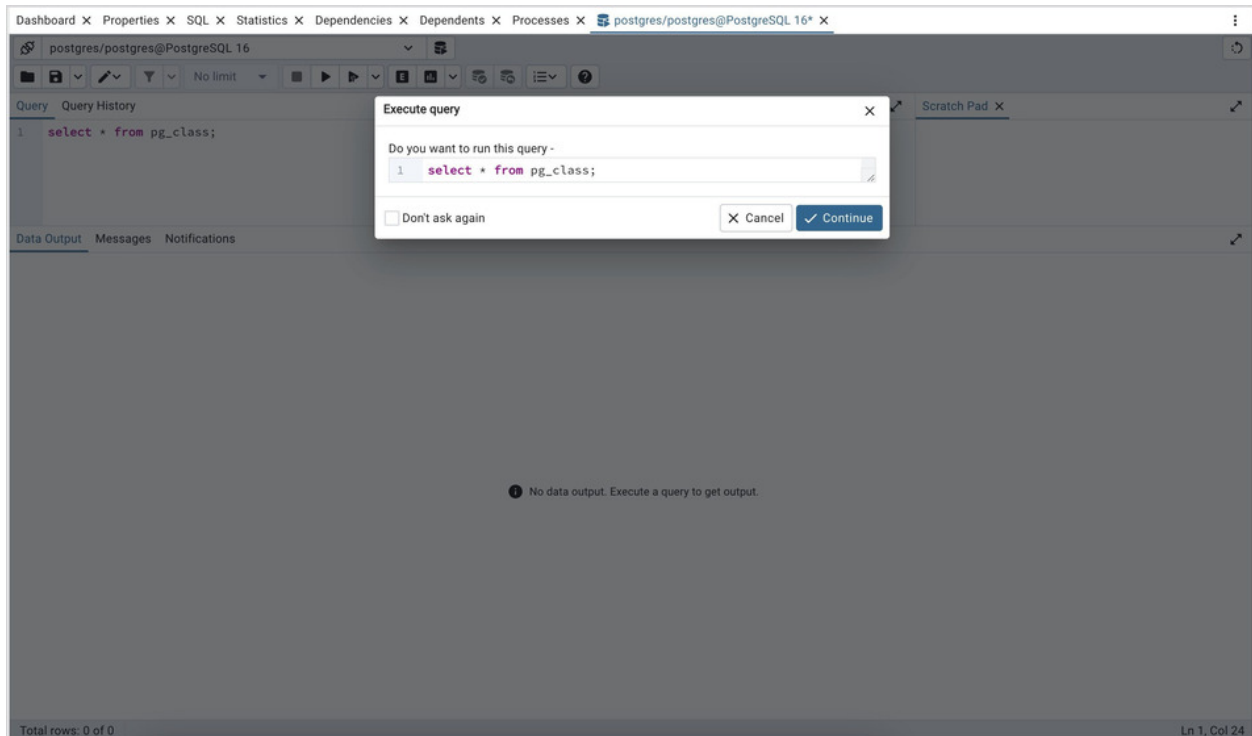 Dashboard Properties SQL Statistics Dependencies Dependents Processes postgres/postgres@PostgreSQL 16*
postgres/postgres@PostgreSQL 16
No limit
E
Query Query History
Scratch Pad
1 select * from pg_class;
Execute query
Do you want to run this query -
1 select * from pg_class;
Don't ask again
Cancel Continue
Data Output Messages Notifications
No data output. Execute a query to get output.
Total rows: 0 of 0
Ln 1, Col 24